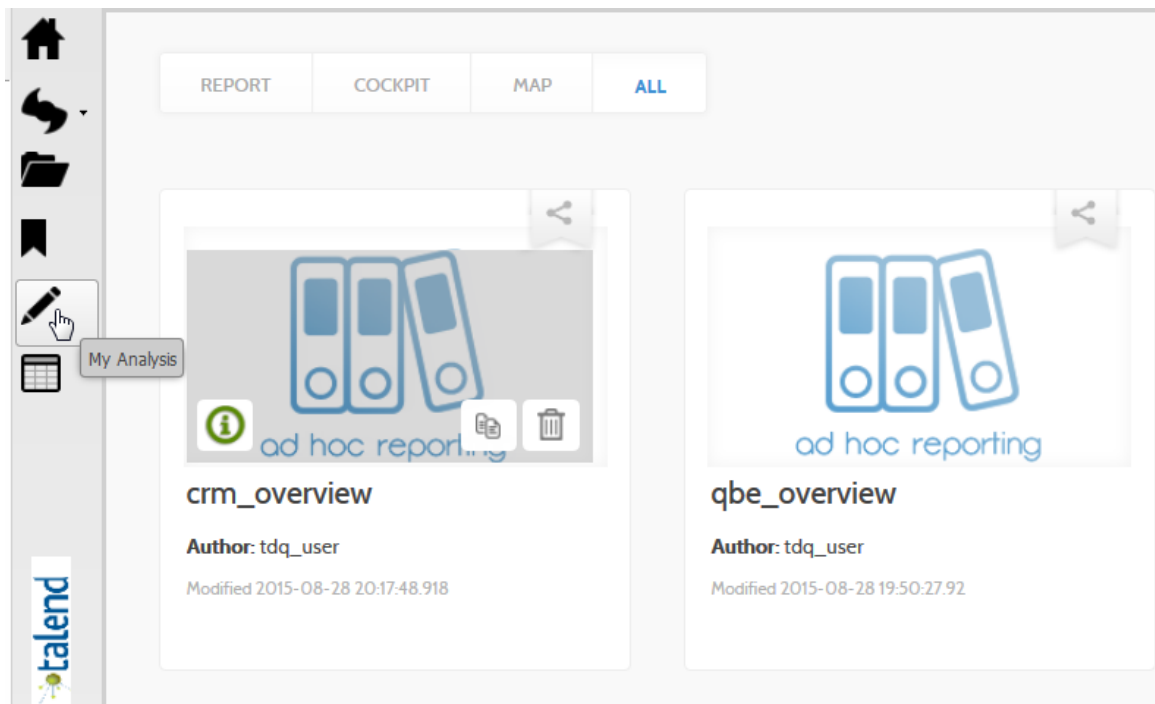 REPORT COCKPIT MAP ALL
My Analysis
ad hoc reporting
crm_overview
Author: tdq_user
Modified 2015-08-28 20:17:48.918
ad hoc reporting
qbe_overview
Author: tdq_user
Modified 2015-08-28 19:50:27.92
talend